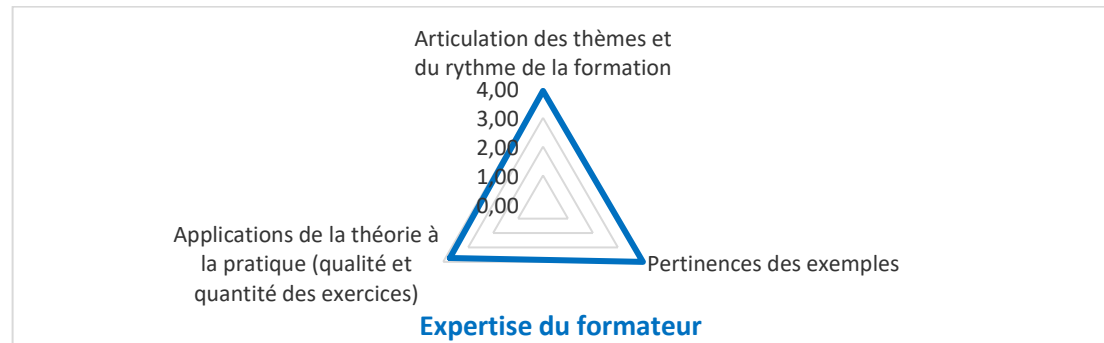 Articulation des thèmes et
du rythme de la formation
4,00
3,00
2,00
1,00
0,00
Applications de la théorie à
la pratique (qualité et
quantité des exercices)
Pertinences des exemples
Expertise du formateur